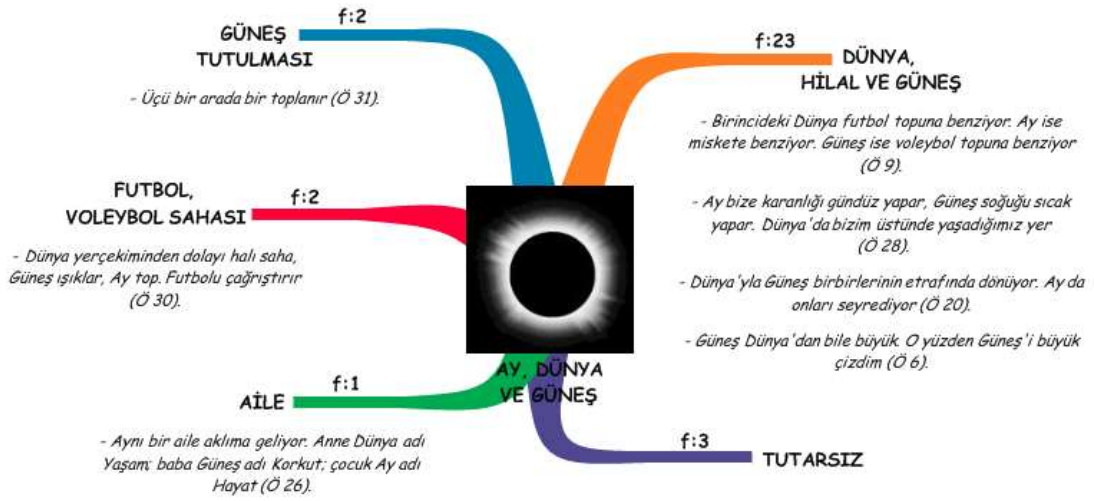 f:2
GÜNEŞ
TUTULMASI
- Üçü bir arada bir toplanır (Ö 31).
f:2
FUTBOL,
VOLEYBOL SAHASI
- Dünya yerçekiminden dolayı halı saha,
Güneş ışıklar, Ay top. Futbolu çağrıştırır
(Ö 30).
f:1
AİLE
- Aynı bir aile aklıma geliyor. Anne Dünya adı
Yaşam; baba Güneş adı Korkut; çocuk Ay adı
Hayat (Ö 26).
AY, DÜNYA
VE GÜNEŞ
f:23
DÜNYA,
HİLAL VE GÜNEŞ
- Birincideki Dünya futbol topuna benziyor. Ay ise
miskete benziyor. Güneş ise voleybol topuna benziyor
(Ö 9).
- Ay bize karanlığı gündüz yapar, Güneş soğuğu sıcak
yapar. Dünya'da bizim üstünde yaşadığımız yer
(Ö 28).
- Dünya'yla Güneş birbirlerinin etrafında dönüyor. Ay da
onları seyrediyor (Ö 20).
- Güneş Dünya'dan bile büyük. O yüzden Güneş'i büyük
çizdim (Ö 6).
f:3
TUTARSIZ